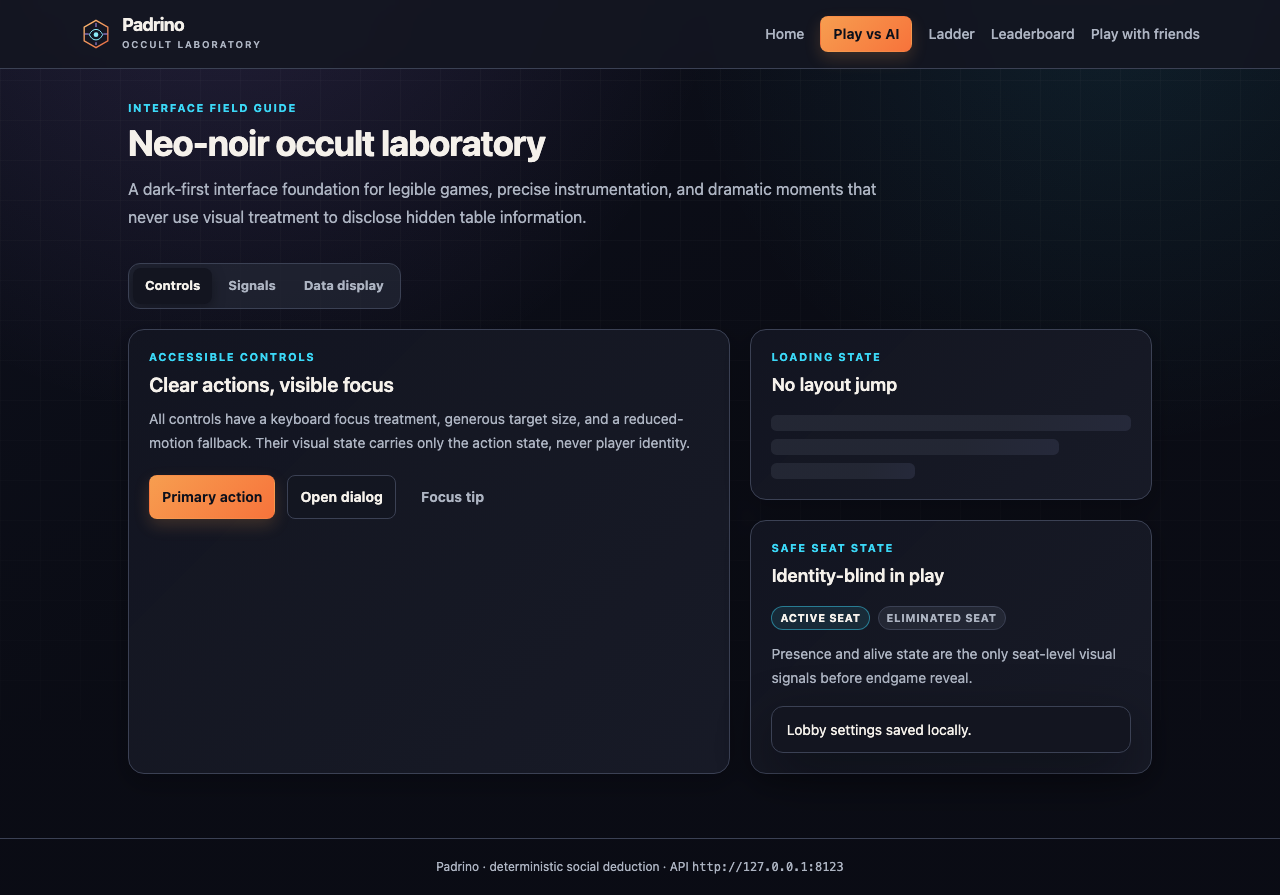 Padrino
OCCULT LABORATORY
Home
Play vs AI
Ladder
Leaderboard
Play with friends
INTERFACE FIELD GUIDE
Neo-noir occult laboratory
A dark-first interface foundation for legible games, precise instrumentation, and dramatic moments that
never use visual treatment to disclose hidden table information.
Controls
Signals
Data display
ACCESSIBLE CONTROLS
Clear actions, visible focus
All controls have a keyboard focus treatment, generous target size, and a reduced-
motion fallback. Their visual state carries only the action state, never player identity.
Primary action
Open dialog
Focus tip
LOADING STATE
No layout jump
SAFE SEAT STATE
Identity-blind in play
ACTIVE SEAT
ELIMINATED SEAT
Presence and alive state are the only seat-level visual
signals before endgame reveal.
Lobby settings saved locally.
Padrino · deterministic social deduction · API http://127.0.0.1:8123